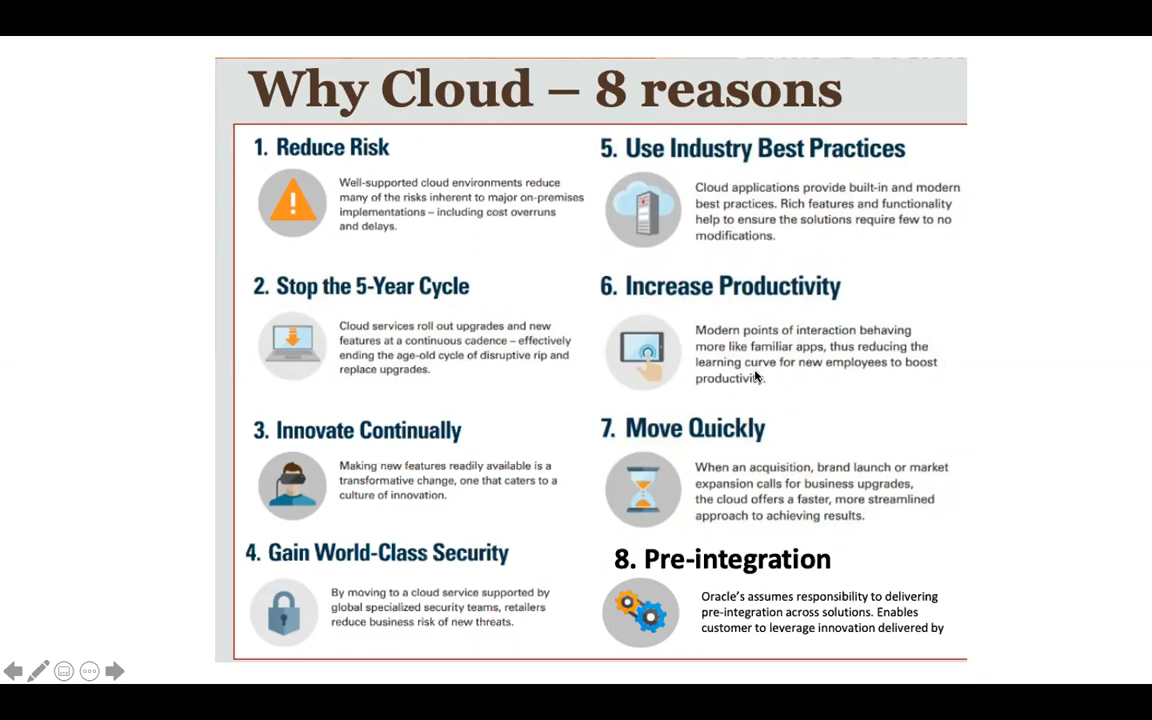 Why Cloud – 8 reasons
1. Reduce Risk
Well-supported cloud environments reduce
many of the risks inherent to major on-premises
implementations – including cost overruns
and delays.
2. Stop the 5-Year Cycle
Cloud services roll out upgrades and new
features at a continuous cadence – effectively
ending the age-old cycle of disruptive rip and
replace upgrades.
3. Innovate Continually
Making new features readily available is a
transformative change, one that caters to a
culture of innovation.
4. Gain World-Class Security
By moving to a cloud service supported by
global specialized security teams, retailers
reduce business risk of new threats.
5. Use Industry Best Practices
Cloud applications provide built-in and modern
best practices. Rich features and functionality
help to ensure the solutions require few to no
modifications.
6. Increase Productivity
Modern points of interaction behaving
more like familiar apps, thus reducing the
learning curve for new employees to boost
productivity.
7. Move Quickly
When an acquisition, brand launch or market
expansion calls for business upgrades,
the cloud offers a faster, more streamlined
approach to achieving results.
8. Pre-integration
Oracle’s assumes responsibility to delivering
pre-integration across solutions. Enables
customer to leverage innovation delivered by